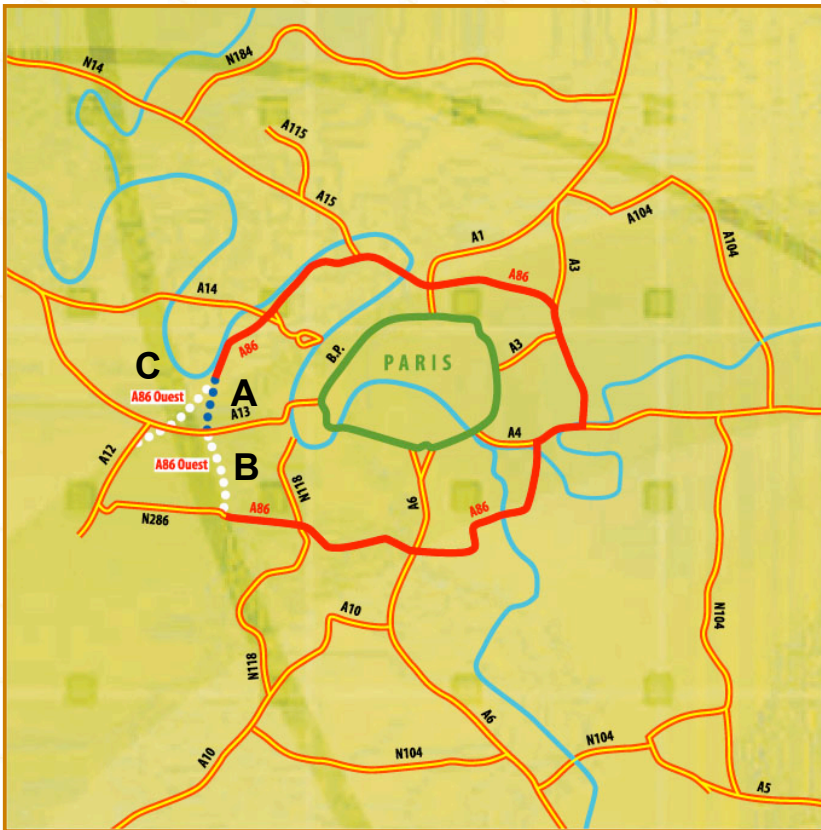 N14
N184
A115
A15
A104
A1
A3
A104
A86
A14
A86
B.P.
PARIS
A3
C
A86 Ouest
A
A13
A4
A12
A86 Ouest
B
N118
A6
N286
A86
A86
A10
N104
N118
A6
A10
N104
N104
A5